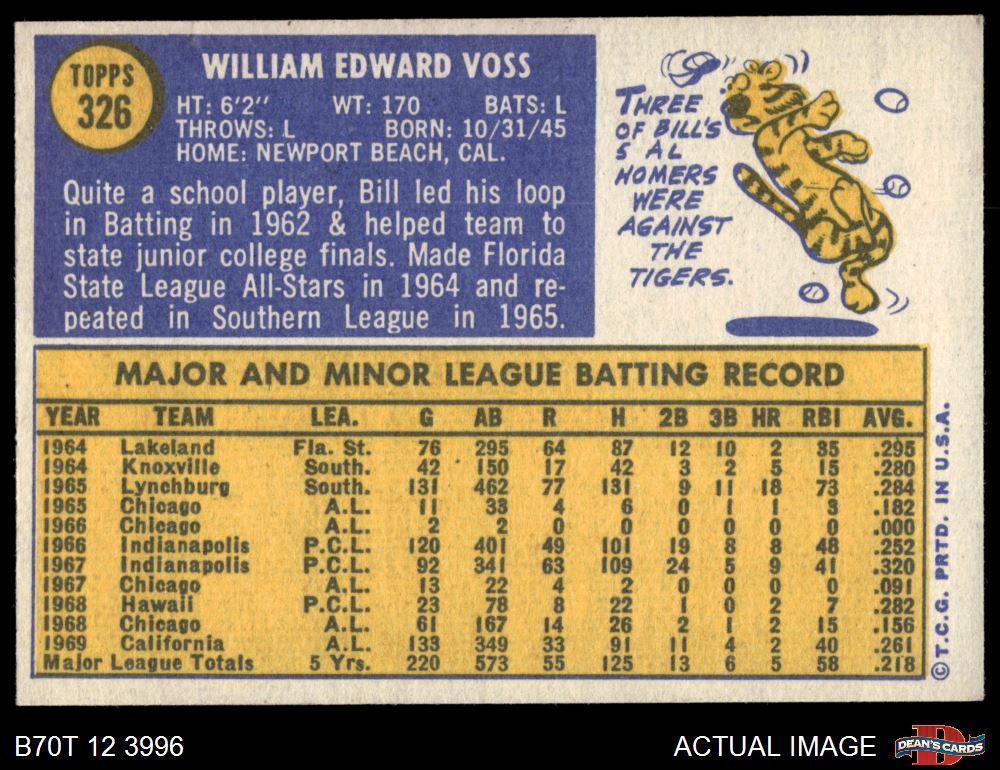 TOPPS
326
WILLIAM EDWARD VOSS
HT: 6'2" WT: 170 BATS: L
THROWS: L BORN: 10/31/45
HOME: NEWPORT BEACH, CAL.
Quite a school player, Bill led his loop
in Batting in 1962 & helped team to
state junior college finals. Made Florida
State League All-Stars in 1964 and re-
peated in Southern League in 1965.
THREE
OF BILL'S
5 AL
HOMERS
WERE
AGAINST
THE
TIGERS.
MAJOR AND MINOR LEAGUE BATTING RECORD
YEAR TEAM LEA. G AB R H 2B 3B HR RBI AVG.
1964 Lakeland Fla. St. 76 295 64 87 12 10 2 35 .295
1964 Knoxville South. 42 150 17 42 3 2 5 15 .280
1965 Lynchburg South. 131 462 77 131 9 11 18 73 .284
1965 Chicago A.L. 11 33 4 6 0 1 1 3 .182
1966 Chicago A.L. 2 2 0 0 0 0 0 0 .000
1966 Indianapolis P.C.L. 120 401 49 101 19 8 8 48 .252
1967 Indianapolis P.C.L. 92 341 63 109 24 5 9 41 .320
1967 Chicago A.L. 13 22 4 2 0 0 0 0 .091
1968 Hawaii P.C.L. 23 78 8 22 1 0 2 7 .282
1968 Chicago A.L. 61 167 14 26 2 1 2 15 .156
1969 California A.L. 133 349 33 91 11 4 2 40 .261
Major League Totals 5 Yrs. 220 573 55 125 13 6 5 58 .218
© T.C.G. PRTD. IN U.S.A.
B70T 12 3996
ACTUAL IMAGE
D
DEAN'S CARDS